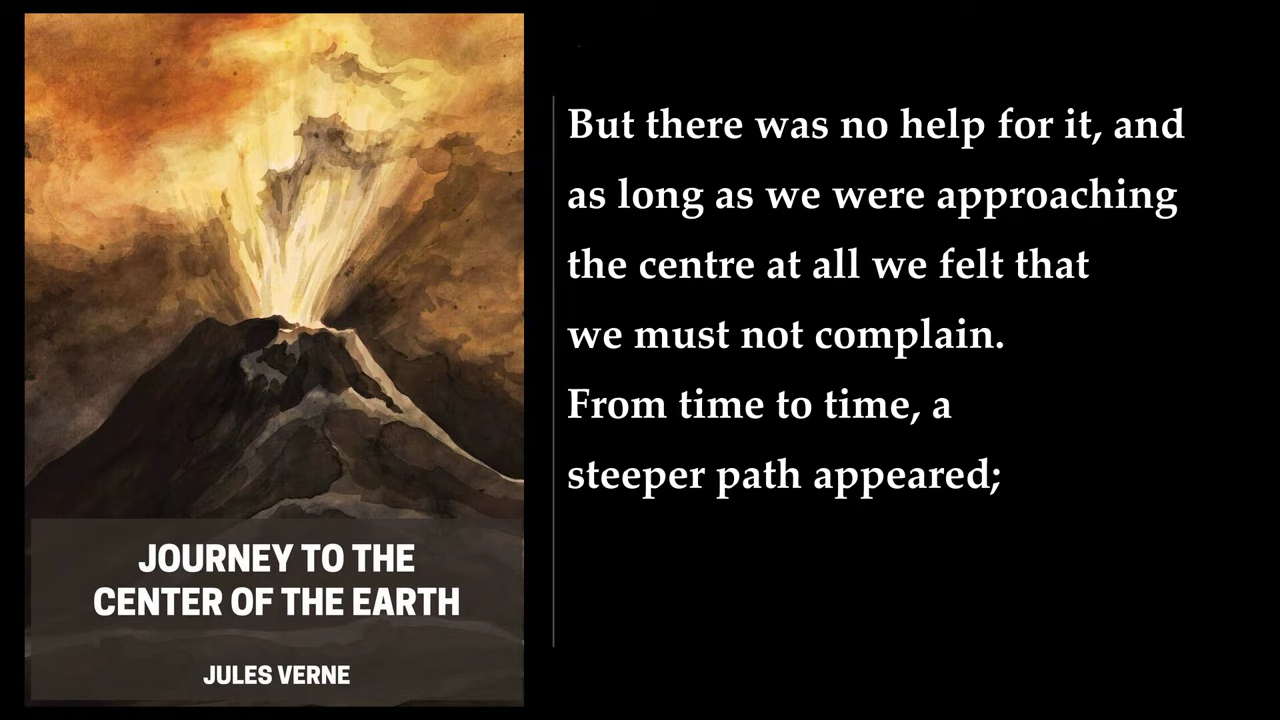 JOURNEY TO THE
CENTER OF THE EARTH
JULES VERNE
But there was no help for it, and
as long as we were approaching
the centre at all we felt that
we must not complain.
From time to time, a
steeper path appeared;